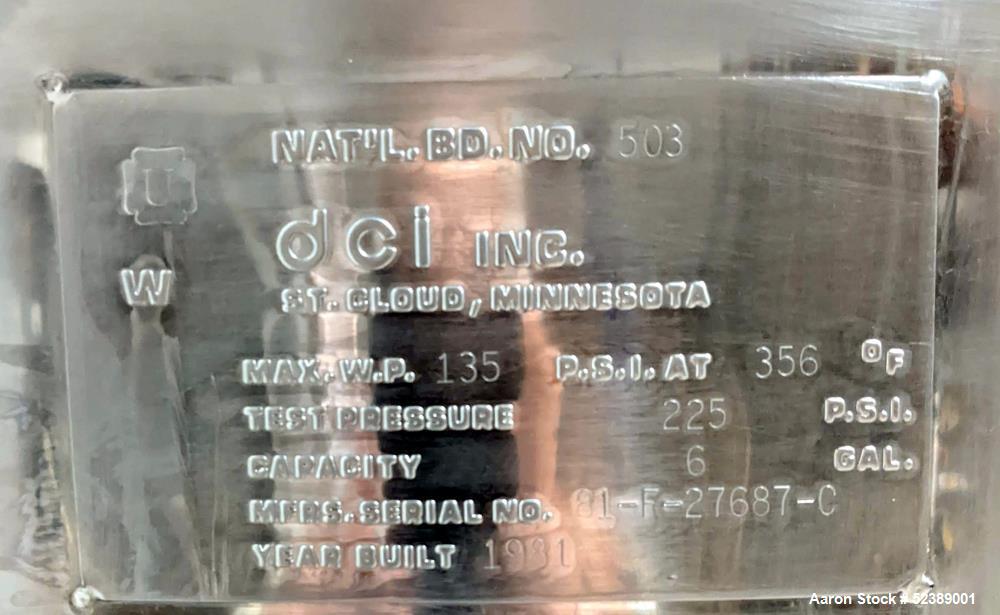 U
NAT'L. BD. NO. 503
dci INC.
W
ST. CLOUD, MINNESOTA
MAX. W.P. 135 P.S.I. AT 356 °F
TEST PRESSURE 225 P.S.I.
CAPACITY 6 GAL.
MFRS. SERIAL NO. 81-F-27687-C
YEAR BUILT 1981
Aaron Stock # 52389001